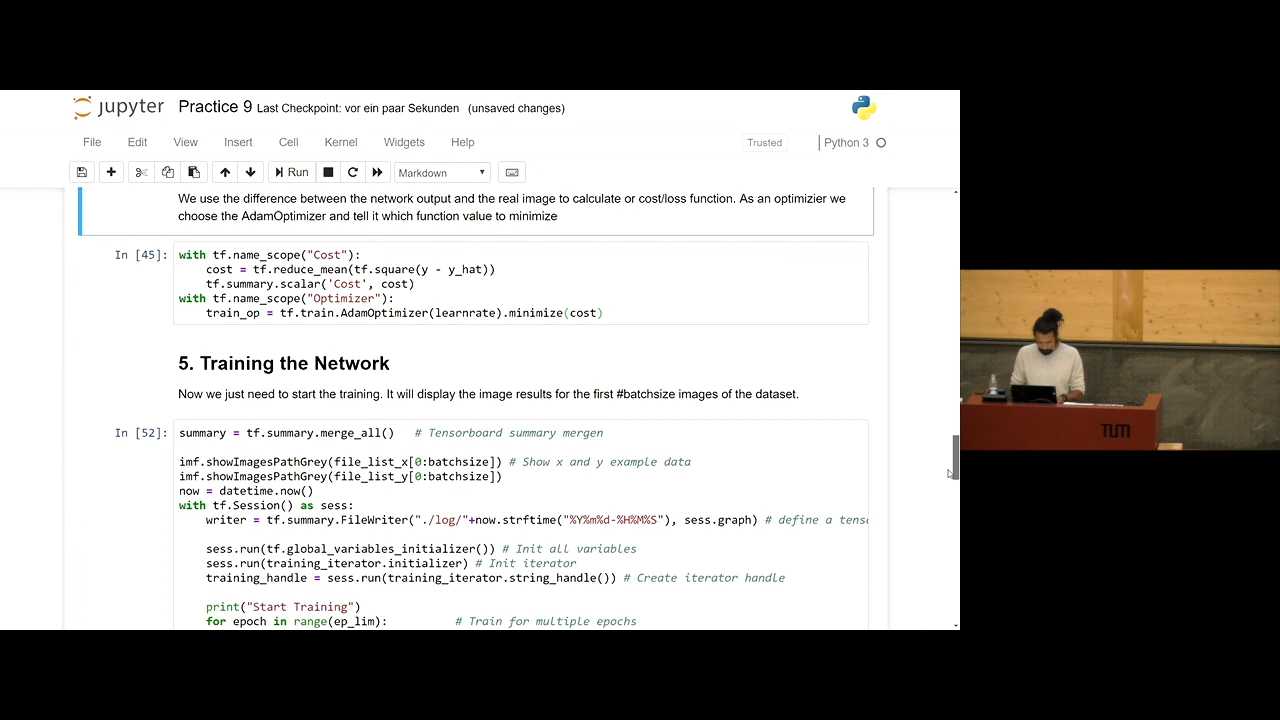 jupyter Practice 9 Last Checkpoint: vor ein paar Sekunden (unsaved changes)
File Edit View Insert Cell Kernel Widgets Help Trusted Python 3
Run Markdown
We use the difference between the network output and the real image to calculate or cost/loss function. As an optimizier we
choose the AdamOptimizer and tell it which function value to minimize
In [45]: with tf.name_scope("Cost"):
cost = tf.reduce_mean(tf.square(y - y_hat))
tf.summary.scalar('Cost', cost)
with tf.name_scope("Optimizer"):
train_op = tf.train.AdamOptimizer(learnrate).minimize(cost)
5. Training the Network
Now we just need to start the training. It will display the image results for the first #batchsize images of the dataset.
In [52]: summary = tf.summary.merge_all() # Tensorboard summary mergen
imf.showImagesPathGrey(file_list_x[0:batchsize]) # Show x and y example data
imf.showImagesPathGrey(file_list_y[0:batchsize])
now = datetime.now()
with tf.Session() as sess:
writer = tf.summary.FileWriter("./log/"+now.strftime("%Y%m%d-%H%M%S"), sess.graph) # define a tens
sess.run(tf.global_variables_initializer()) # Init all variables
sess.run(training_iterator.initializer) # Init iterator
training_handle = sess.run(training_iterator.string_handle()) # Create iterator handle
print("Start Training")
for epoch in range(ep_lim): # Train for multiple epochs
TUM